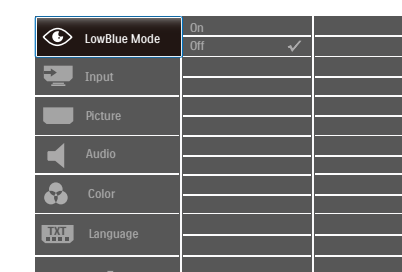 LowBlue Mode
On
Off
Input
Picture
Audio
Color
TXT
Language